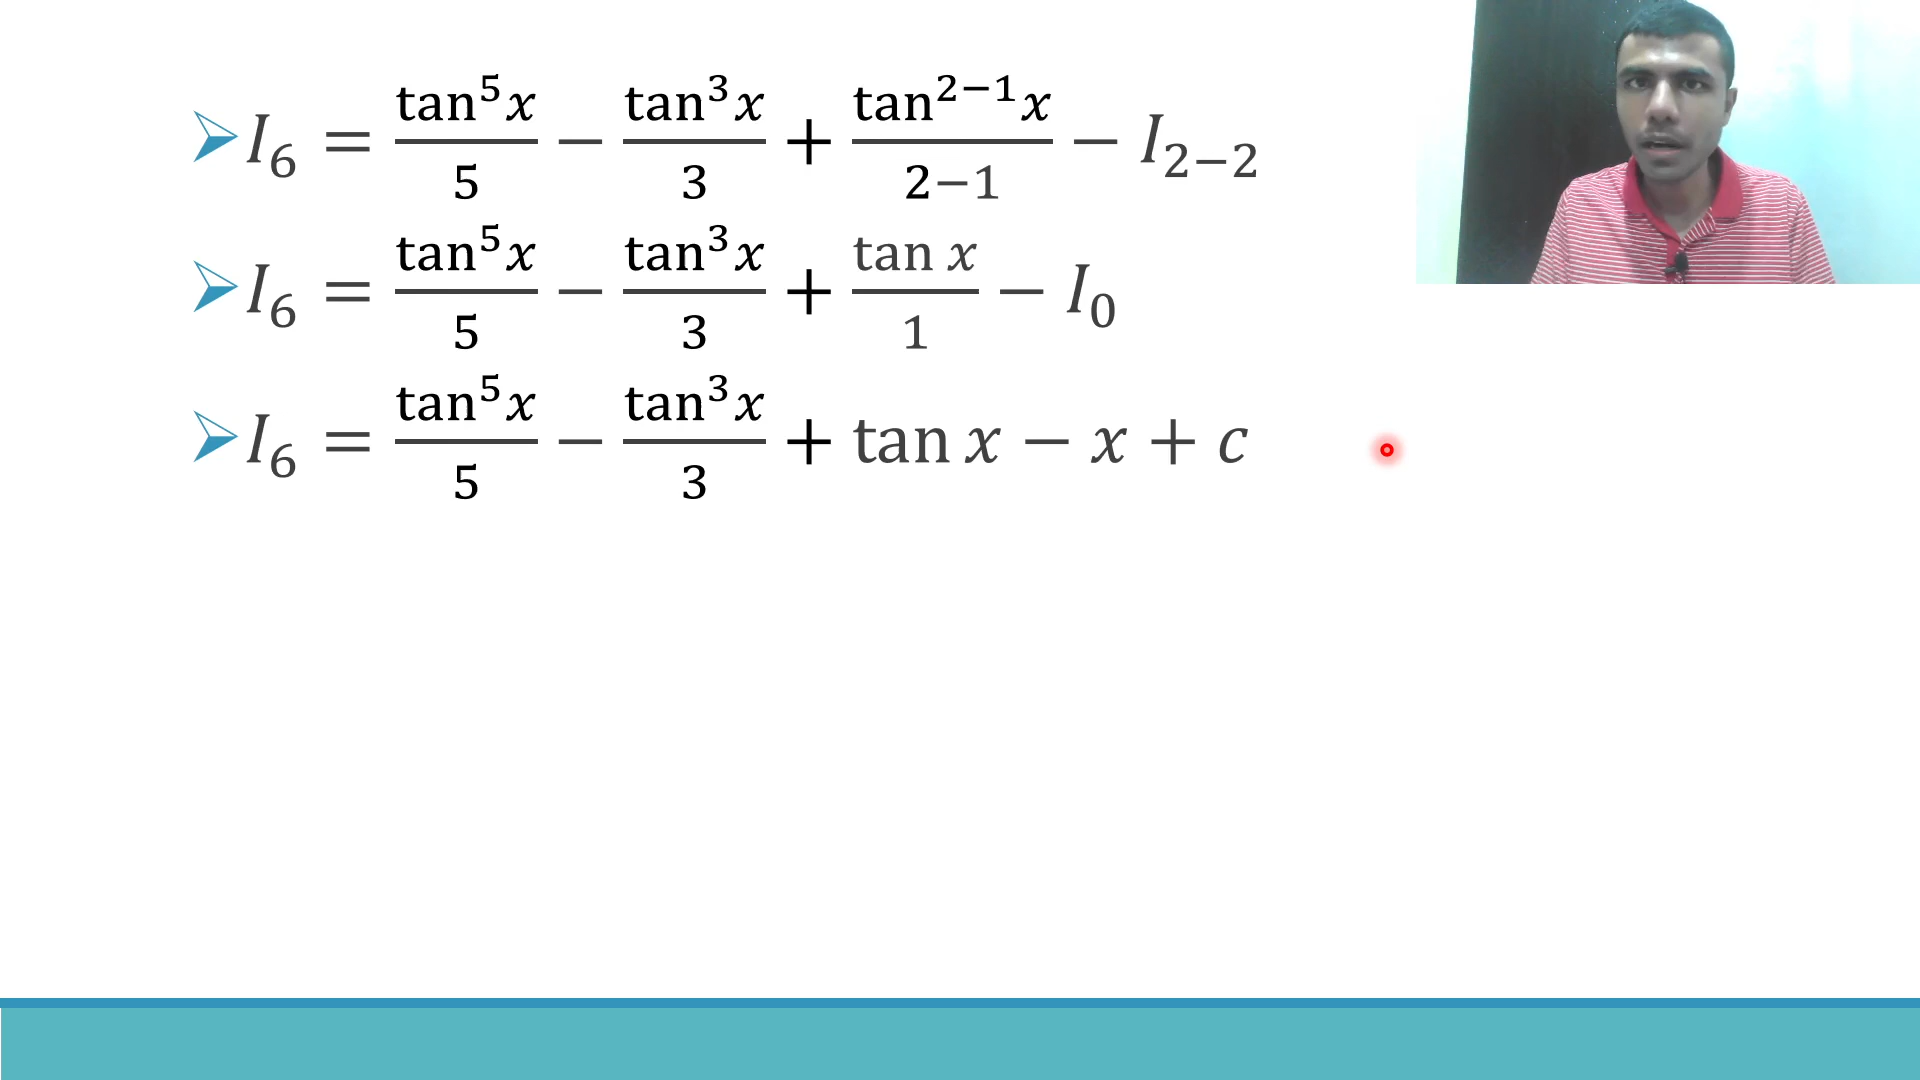 ➢ I₆ = tan⁵x/5 − tan³x/3 + tan²⁻¹x/2−1 − I₂₋₂
➢ I₆ = tan⁵x/5 − tan³x/3 + tan x/1 − I₀
➢ I₆ = tan⁵x/5 − tan³x/3 + tan x − x + c